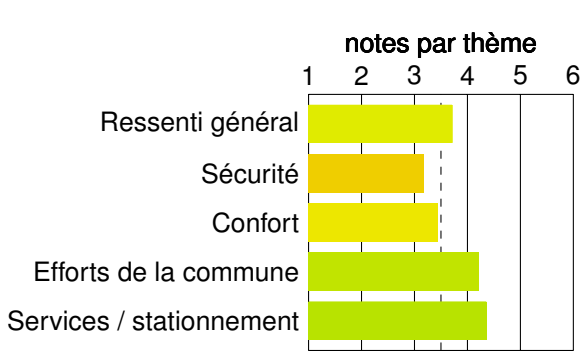 notes par thème
1 2 3 4 5 6
Ressenti général
Sécurité
Confort
Efforts de la commune
Services / stationnement